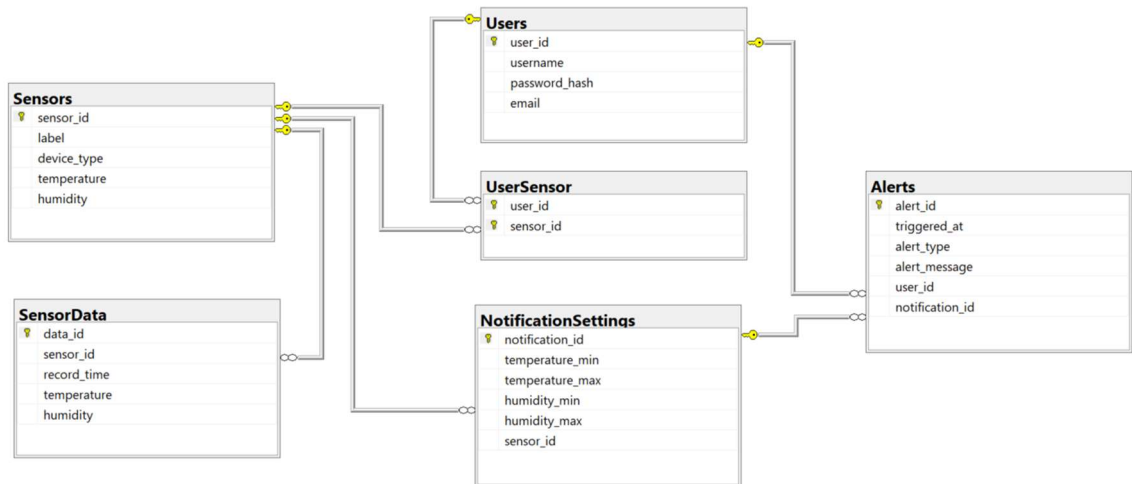 Users
user_id
username
password_hash
email
Sensors
sensor_id
label
device_type
temperature
humidity
UserSensor
user_id
sensor_id
Alerts
alert_id
triggered_at
alert_type
alert_message
user_id
notification_id
SensorData
data_id
sensor_id
record_time
temperature
humidity
NotificationSettings
notification_id
temperature_min
temperature_max
humidity_min
humidity_max
sensor_id